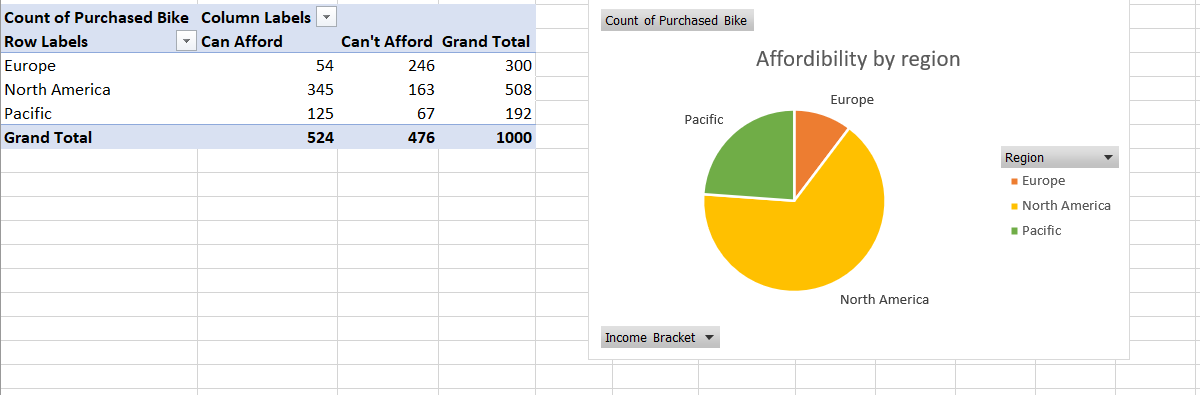 Count of Purchased Bike Column Labels
Row Labels Can Afford Can't Afford Grand Total
Europe 54 246 300
North America 345 163 508
Pacific 125 67 192
Grand Total 524 476 1000
Count of Purchased Bike
Affordibility by region
Europe
Pacific
North America
Region
Europe
North America
Pacific
Income Bracket